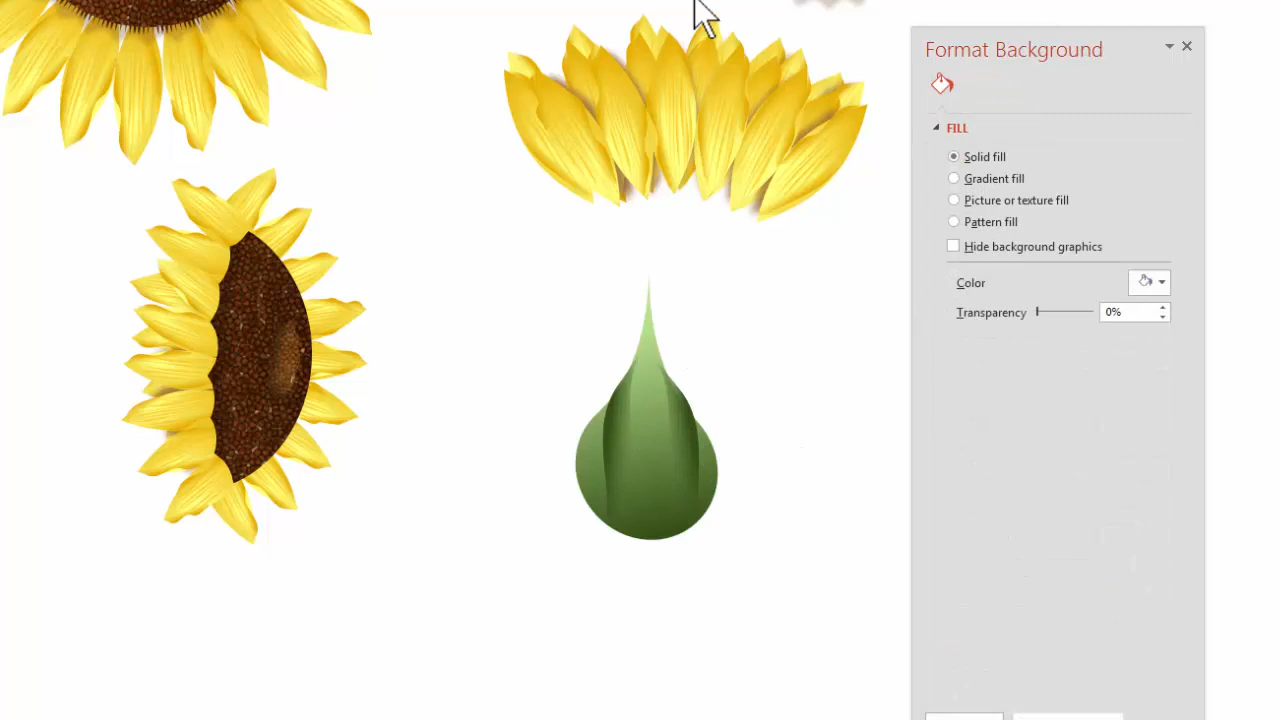 Format Background
FILL
Solid fill
Gradient fill
Picture or texture fill
Pattern fill
Hide background graphics
Color
Transparency 0%